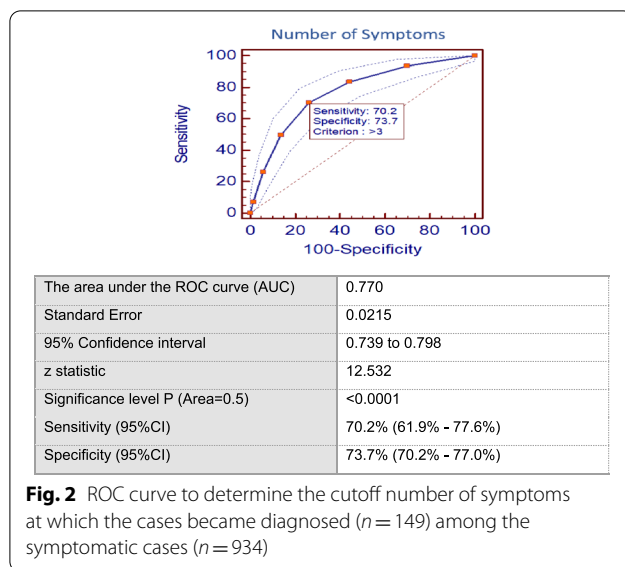 Number of Symptoms
100
80
60
40
20
0
Sensitivity
Sensitivity: 70.2
Specificity: 73.7
Criterion : >3
0 20 40 60 80 100
100-Specificity
The area under the ROC curve (AUC) 0.770
Standard Error 0.0215
95% Confidence interval 0.739 to 0.798
z statistic 12.532
Significance level P (Area=0.5) <0.0001
Sensitivity (95%CI) 70.2% (61.9% - 77.6%)
Specificity (95%CI) 73.7% (70.2% - 77.0%)
Fig. 2 ROC curve to determine the cutoff number of symptoms
at which the cases became diagnosed (n = 149) among the
symptomatic cases (n = 934)